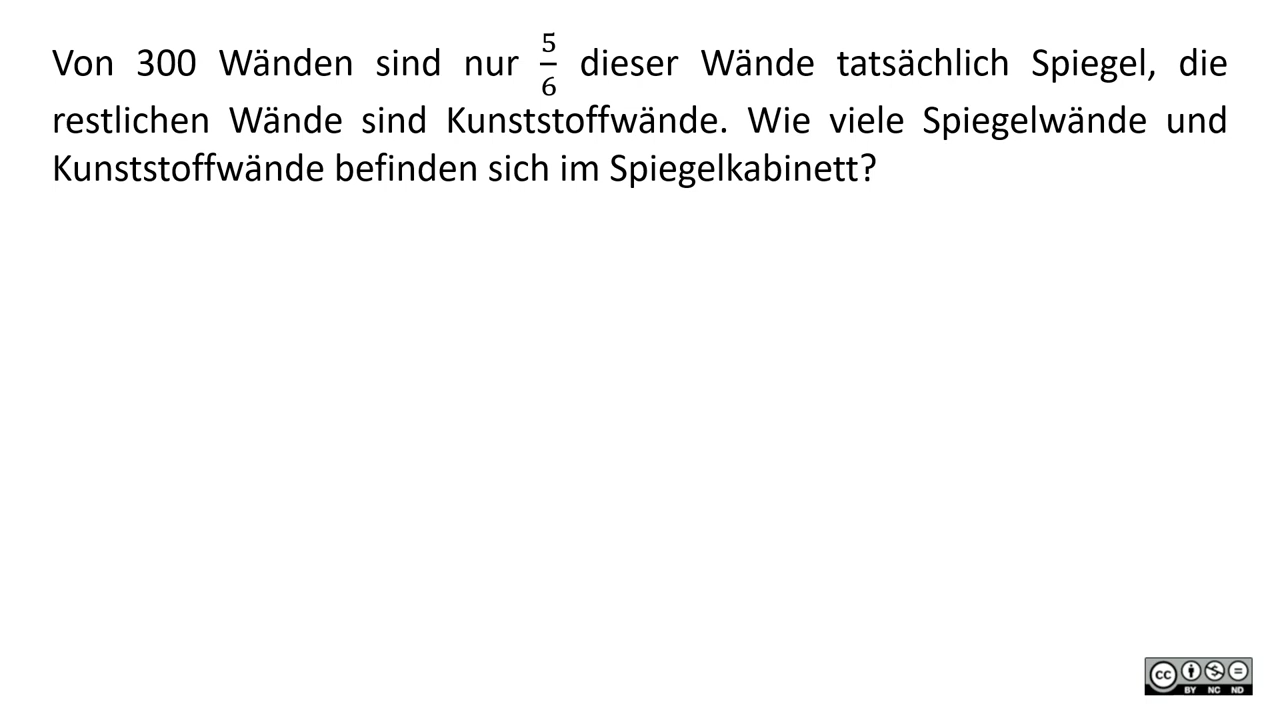 Von 300 Wänden sind nur 5/6 dieser Wände tatsächlich Spiegel, die
restlichen Wände sind Kunststoffwände. Wie viele Spiegelwände und
Kunststoffwände befinden sich im Spiegelkabinett?
cc
BY NC ND